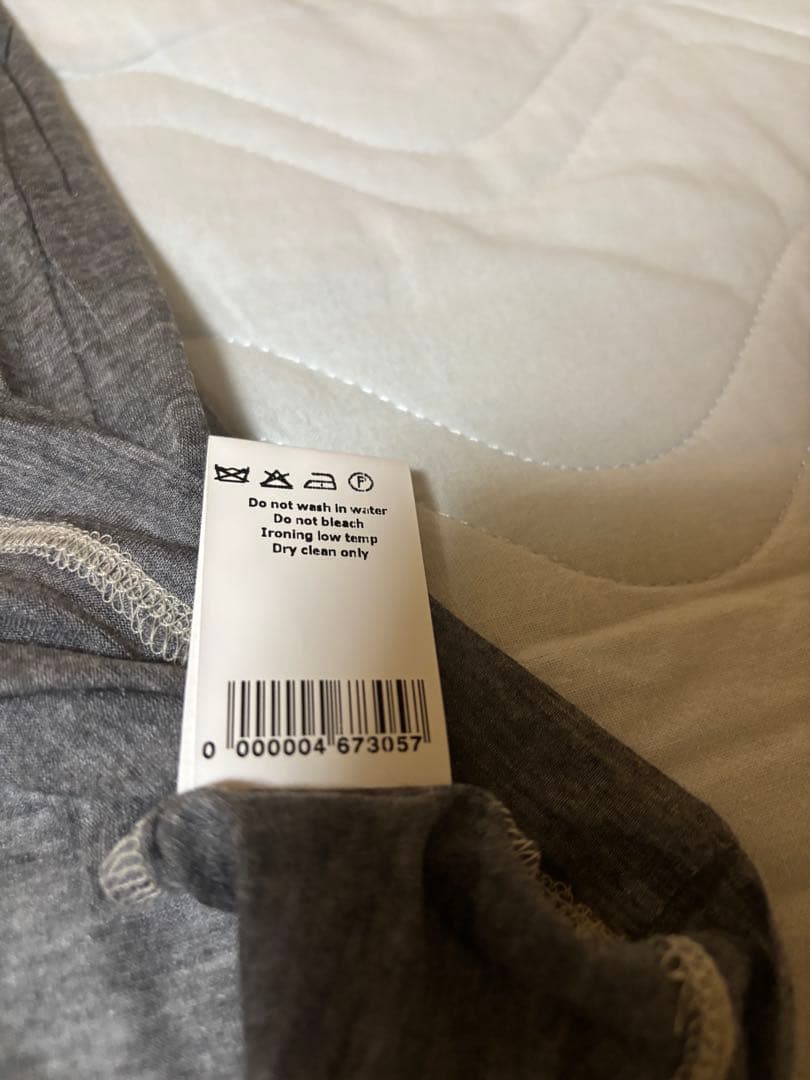 F
Do not wash in water
Do not bleach
Ironing low temp
Dry clean only
0 000004 673057